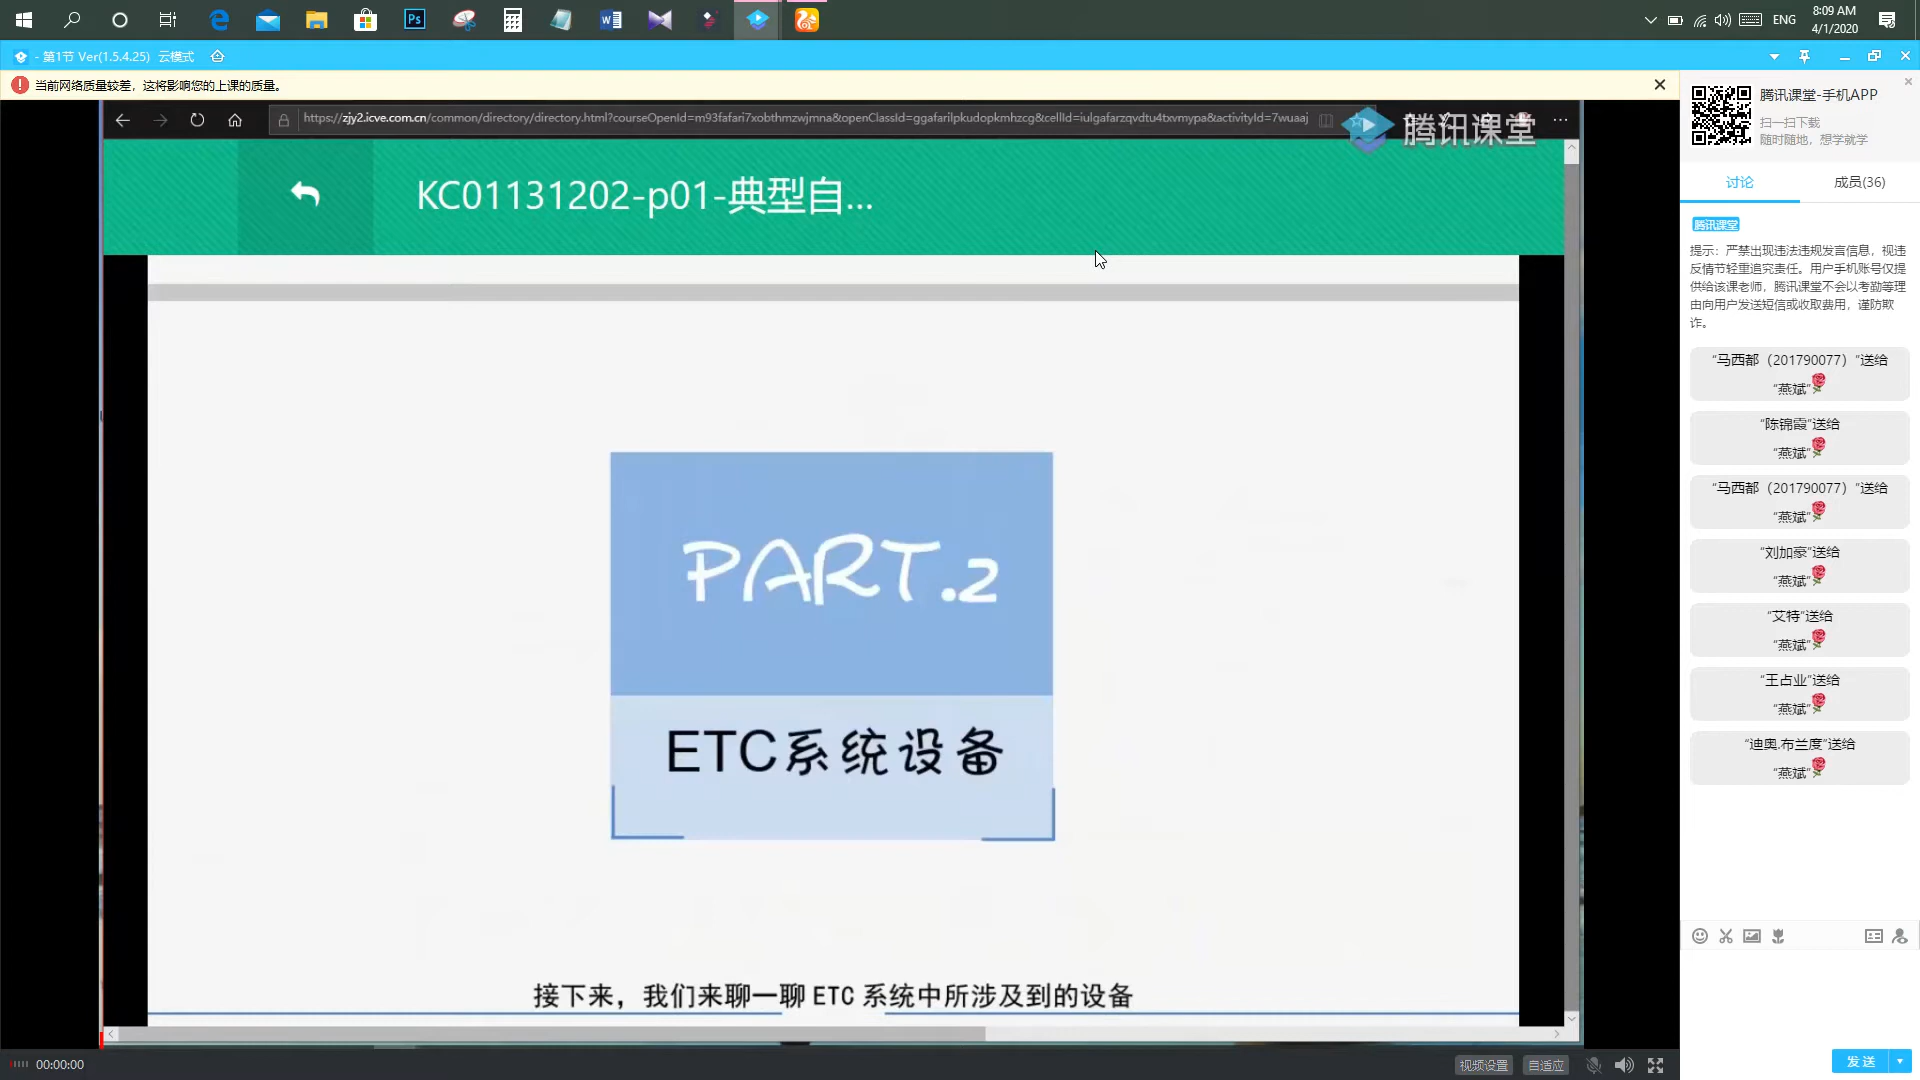 8:09 AM
ENG
4/1/2020
- 第1节 Ver(1.5.4.25) 云模式
当前网络质量较差，这将影响您的上课的质量。
https://zjy2.icve.com.cn/common/directory/directory.html?courseOpenId=m93fafari7xobthmzwjmna&openClassId=ggafarilpkudopkmhzcg&cellId=iulgafarzqvdtu4txvmypa&activityId=7wuaaj
腾讯课堂
KC01131202-p01-典型自...
PART.2
ETC系统设备
接下来，我们来聊一聊 ETC 系统中所涉及到的设备
00:00:00
视频设置
自适应
腾讯课堂-手机APP
扫一扫下载
随时随地，想学就学
讨论
成员(36)
腾讯课堂
提示：严禁出现违法违规发言信息，视违
反情节轻重追究责任。用户手机账号仅提
供给该课老师，腾讯课堂不会以考勤等理
由向用户发送短信或收取费用，谨防欺
诈。
“马西都（201790077）”送给
“燕斌”
“陈锦霞”送给
“燕斌”
“马西都（201790077）”送给
“燕斌”
“刘加豪”送给
“燕斌”
“艾特”送给
“燕斌”
“王占业”送给
“燕斌”
“迪奥.布兰度”送给
“燕斌”
发送